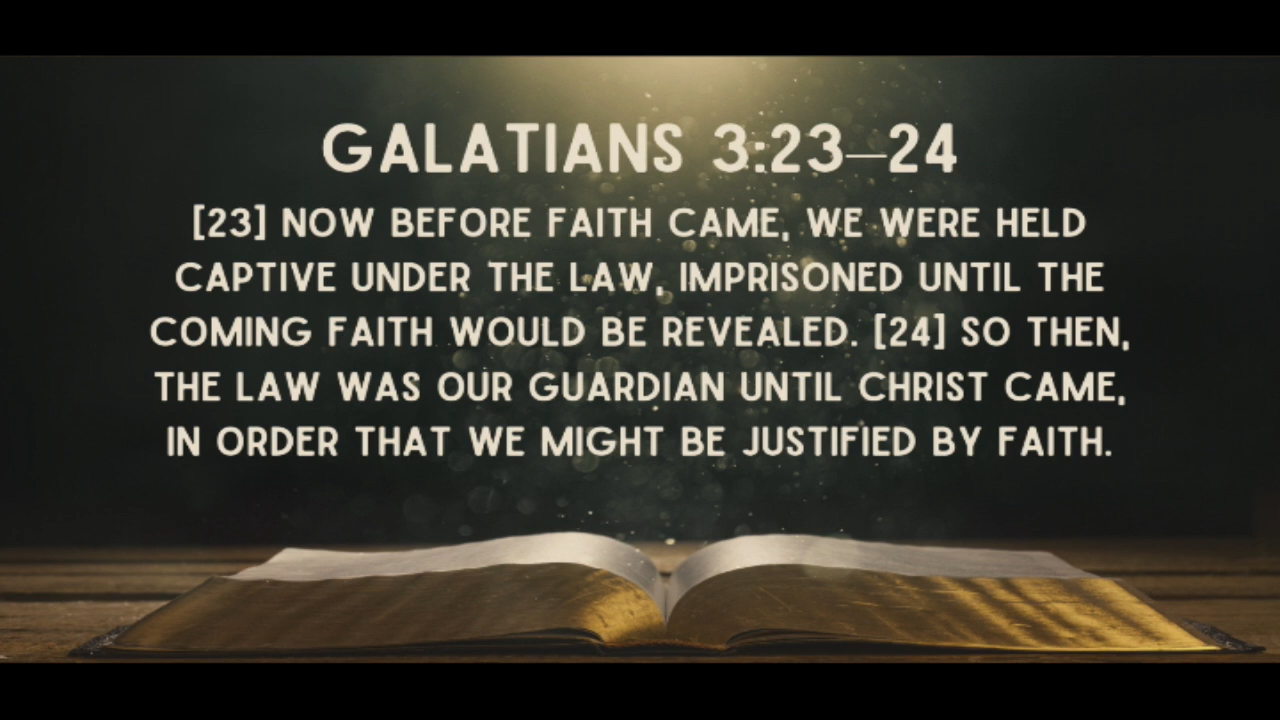 GALATIANS 3:23–24
[23] NOW BEFORE FAITH CAME, WE WERE HELD
CAPTIVE UNDER THE LAW, IMPRISONED UNTIL THE
COMING FAITH WOULD BE REVEALED. [24] SO THEN,
THE LAW WAS OUR GUARDIAN UNTIL CHRIST CAME,
IN ORDER THAT WE MIGHT BE JUSTIFIED BY FAITH.